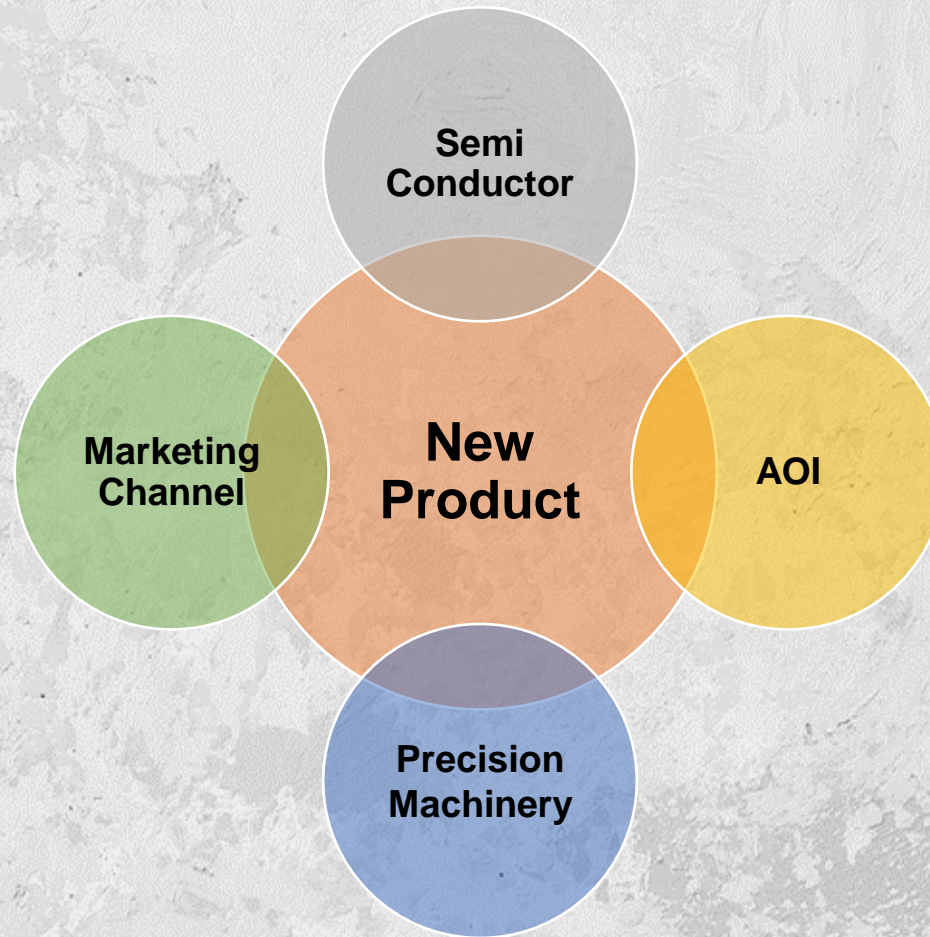 Semi
Conductor
Marketing
Channel
New
Product
AOI
Precision
Machinery